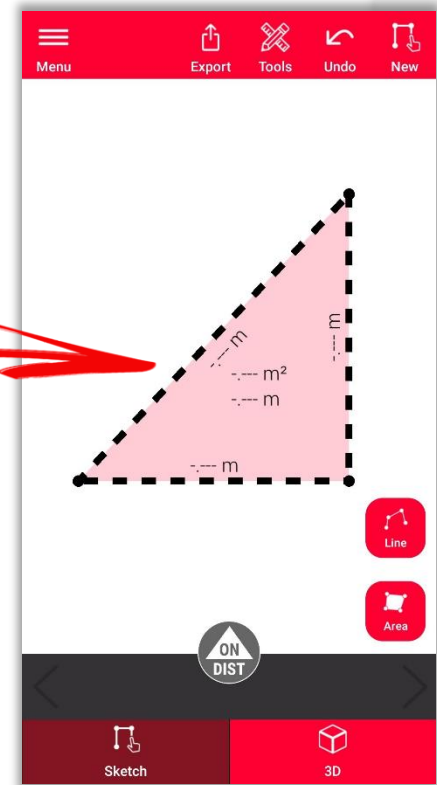 Menu
Export
Tools
Undo
New
-.--- m
-.--- m
-.--- m²
-.--- m
-.--- m
Line
Area
ON
DIST
Sketch
3D